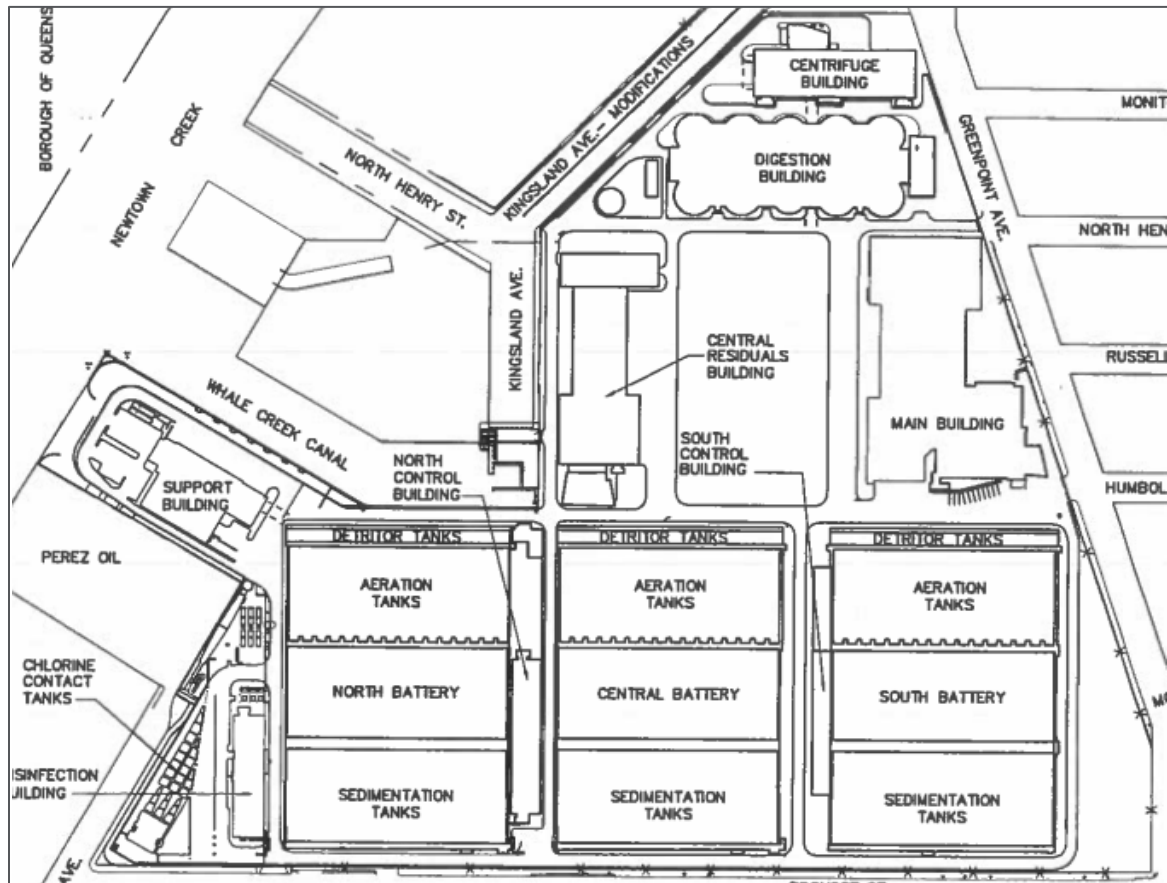 BOROUGH OF QUEENS
NEWTOWN
CREEK
NORTH HENRY ST.
KINGSLAND AVE. - MODIFICATIONS
KINGSLAND AVE.
CENTRIFUGE
BUILDING
DIGESTION
BUILDING
GREENPOINT AVE.
MONIT
NORTH HEN
RUSSELL
HUMBOL
CENTRAL
RESIDUALS
BUILDING
MAIN BUILDING
SOUTH
CONTROL
BUILDING
NORTH
CONTROL
BUILDING
WHALE CREEK CANAL
SUPPORT
BUILDING
PEREZ OIL
CHLORINE
CONTACT
TANKS
ISINFECTION
UILDING
AVE.
DETRITOR TANKS
AERATION
TANKS
NORTH BATTERY
SEDIMENTATION
TANKS
DETRITOR TANKS
AERATION
TANKS
CENTRAL BATTERY
SEDIMENTATION
TANKS
DETRITOR TANKS
AERATION
TANKS
SOUTH BATTERY
SEDIMENTATION
TANKS